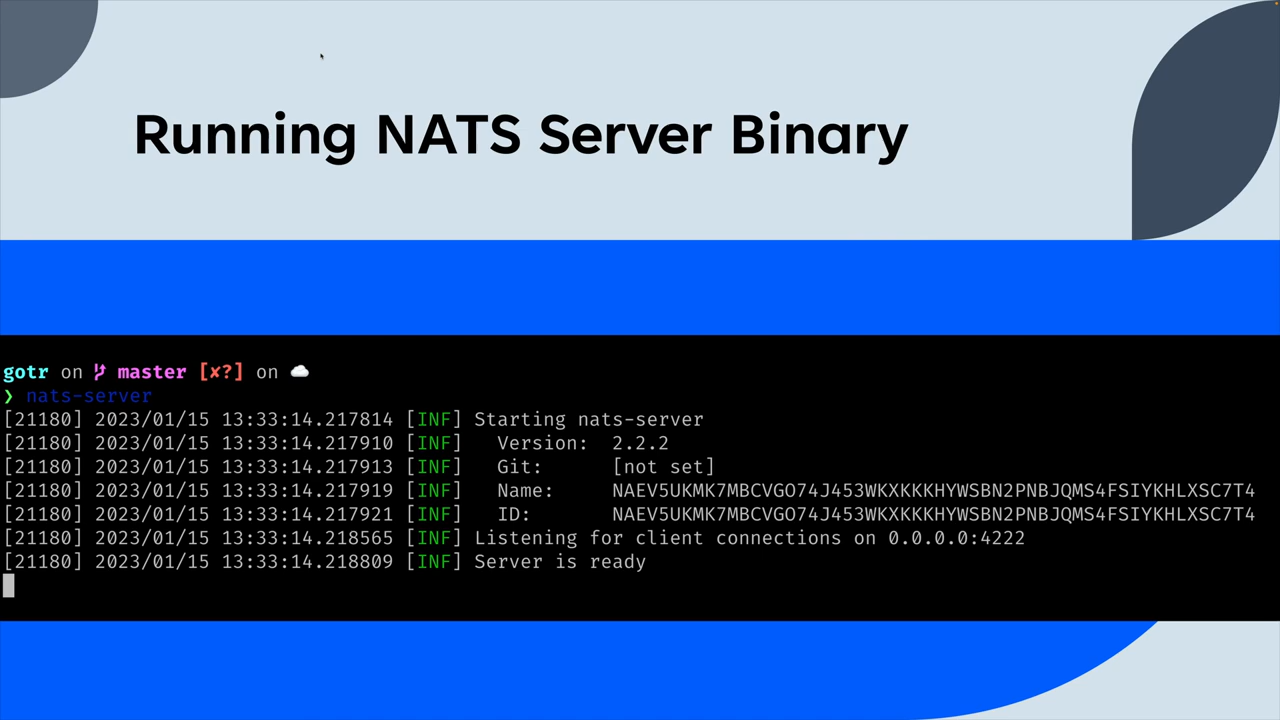 Running NATS Server Binary
gotr on master [✘?] on ☁️
❯ nats-server
[21180] 2023/01/15 13:33:14.217814 [INF] Starting nats-server
[21180] 2023/01/15 13:33:14.217910 [INF]   Version:  2.2.2
[21180] 2023/01/15 13:33:14.217913 [INF]   Git:      [not set]
[21180] 2023/01/15 13:33:14.217919 [INF]   Name:     NAEV5UKMK7MBCVGO74J453WKXKKKHYWSBN2PNBJQMS4FSIYKHLXSC7T4
[21180] 2023/01/15 13:33:14.217921 [INF]   ID:       NAEV5UKMK7MBCVGO74J453WKXKKKHYWSBN2PNBJQMS4FSIYKHLXSC7T4
[21180] 2023/01/15 13:33:14.218565 [INF] Listening for client connections on 0.0.0.0:4222
[21180] 2023/01/15 13:33:14.218809 [INF] Server is ready